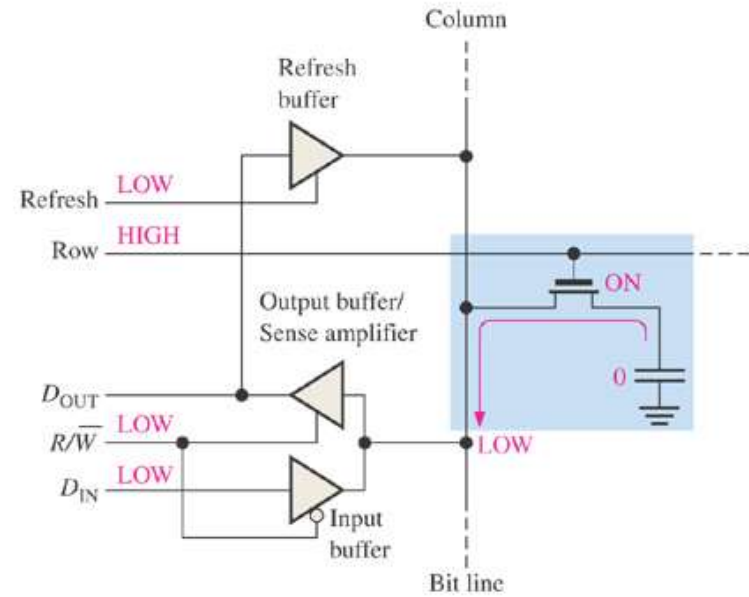 Column
Refresh
buffer
LOW
Refresh
HIGH
Row
ON
Output buffer/
Sense amplifier
0
DOUT
LOW
R/W̅
LOW
LOW
DIN
Input
buffer
Bit line